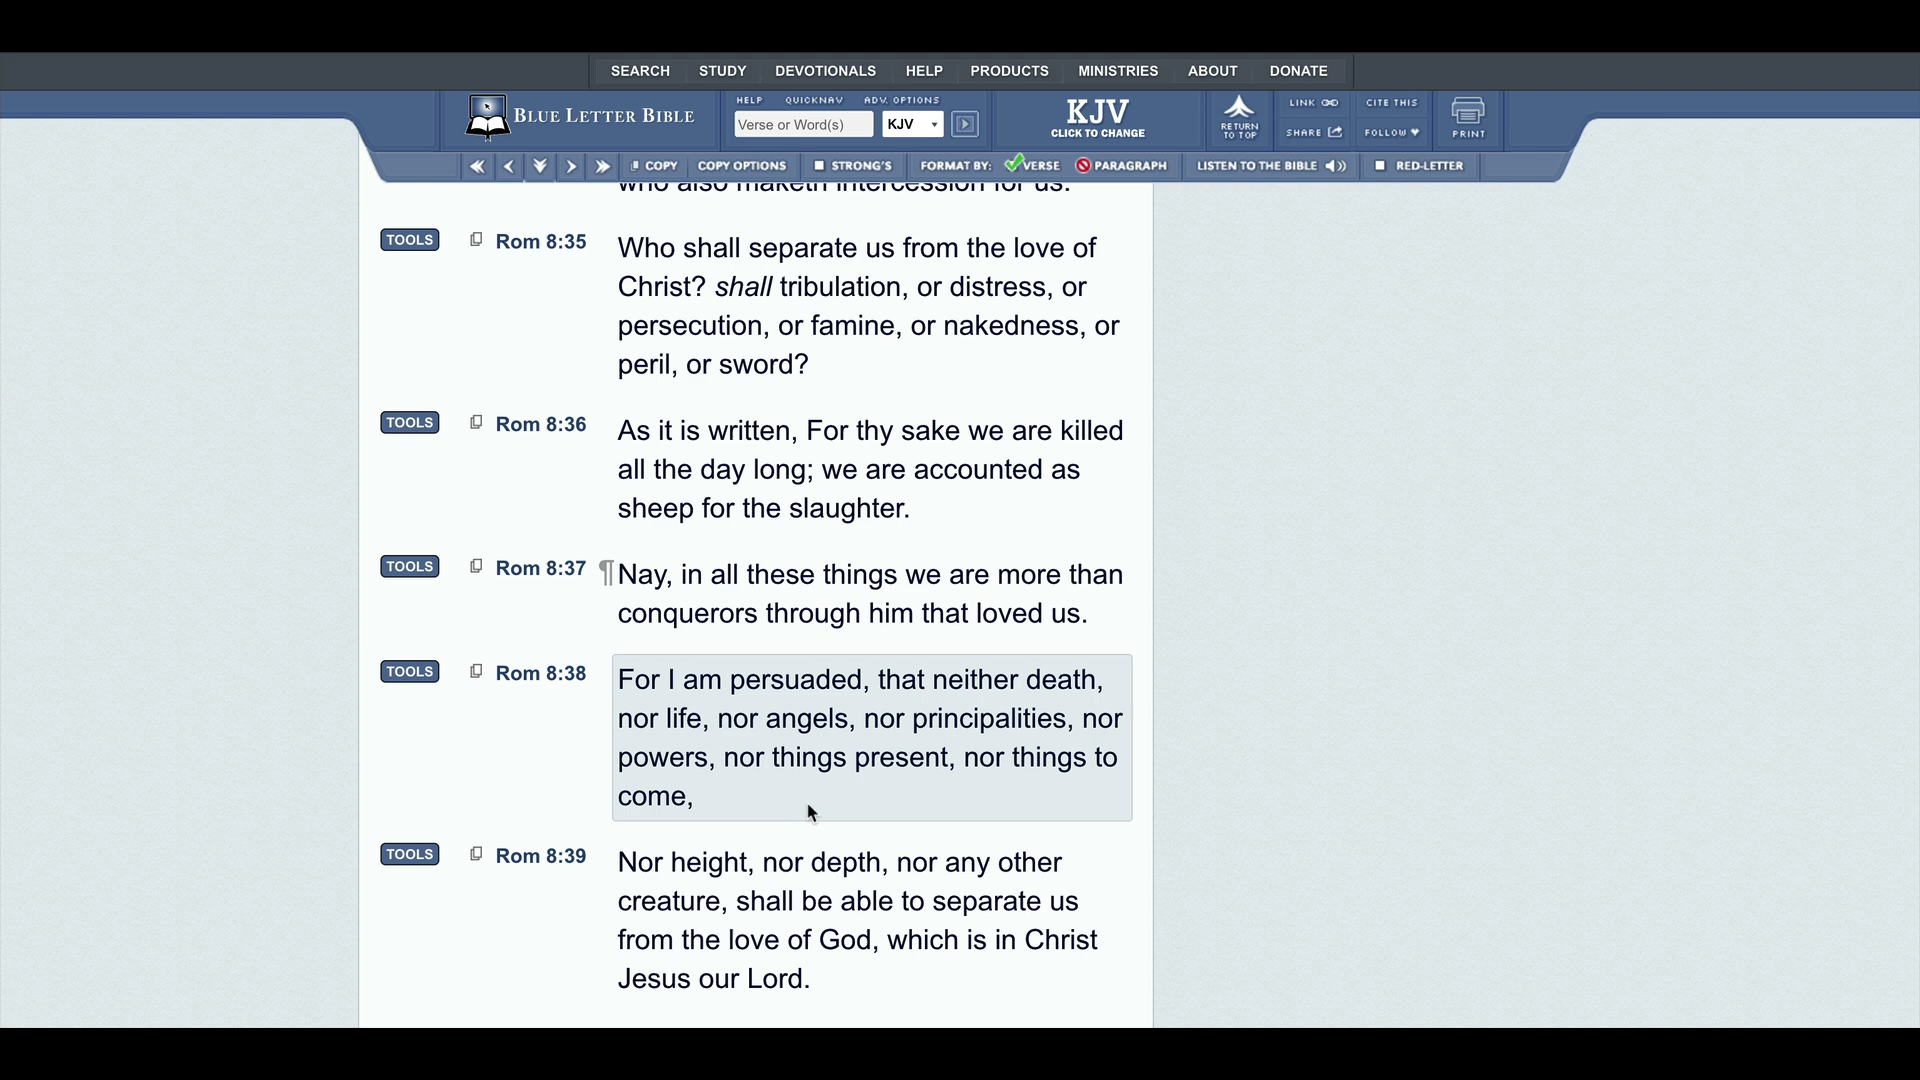 SEARCH STUDY DEVOTIONALS HELP PRODUCTS MINISTRIES ABOUT DONATE
BLUE LETTER BIBLE
HELP QUICKNAV ADV. OPTIONS
Verse or Word(s) KJV
KJV
CLICK TO CHANGE
RETURN
TO TOP
LINK CITE THIS
SHARE FOLLOW
PRINT
COPY COPY OPTIONS STRONG'S FORMAT BY: VERSE PARAGRAPH LISTEN TO THE BIBLE RED-LETTER
who also maketh intercession for us.
TOOLS Rom 8:35 Who shall separate us from the love of
Christ? shall tribulation, or distress, or
persecution, or famine, or nakedness, or
peril, or sword?
TOOLS Rom 8:36 As it is written, For thy sake we are killed
all the day long; we are accounted as
sheep for the slaughter.
TOOLS Rom 8:37 ¶Nay, in all these things we are more than
conquerors through him that loved us.
TOOLS Rom 8:38 For I am persuaded, that neither death,
nor life, nor angels, nor principalities, nor
powers, nor things present, nor things to
come,
TOOLS Rom 8:39 Nor height, nor depth, nor any other
creature, shall be able to separate us
from the love of God, which is in Christ
Jesus our Lord.